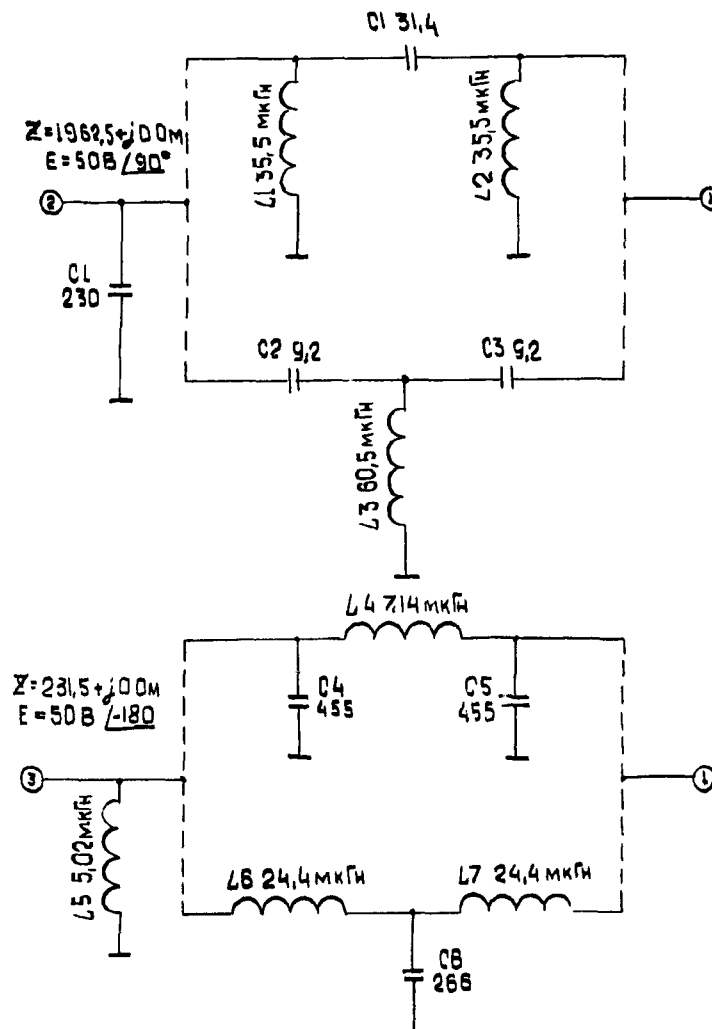 C1 31,4
L1 35,5 мкГн
L2 35,5 мкГн
Z=1962,5+j0 Ом
E=50В /90°
2
1
CL
230
C2 9,2
C3 9,2
L3 60,5 мкГн
L4 7,14 мкГн
Z=231,5+j0 Ом
E=50В /-180
C4
455
C5
455
3
L5 5,02 мкГн
L6 24,4 мкГн
L7 24,4 мкГн
C6
266